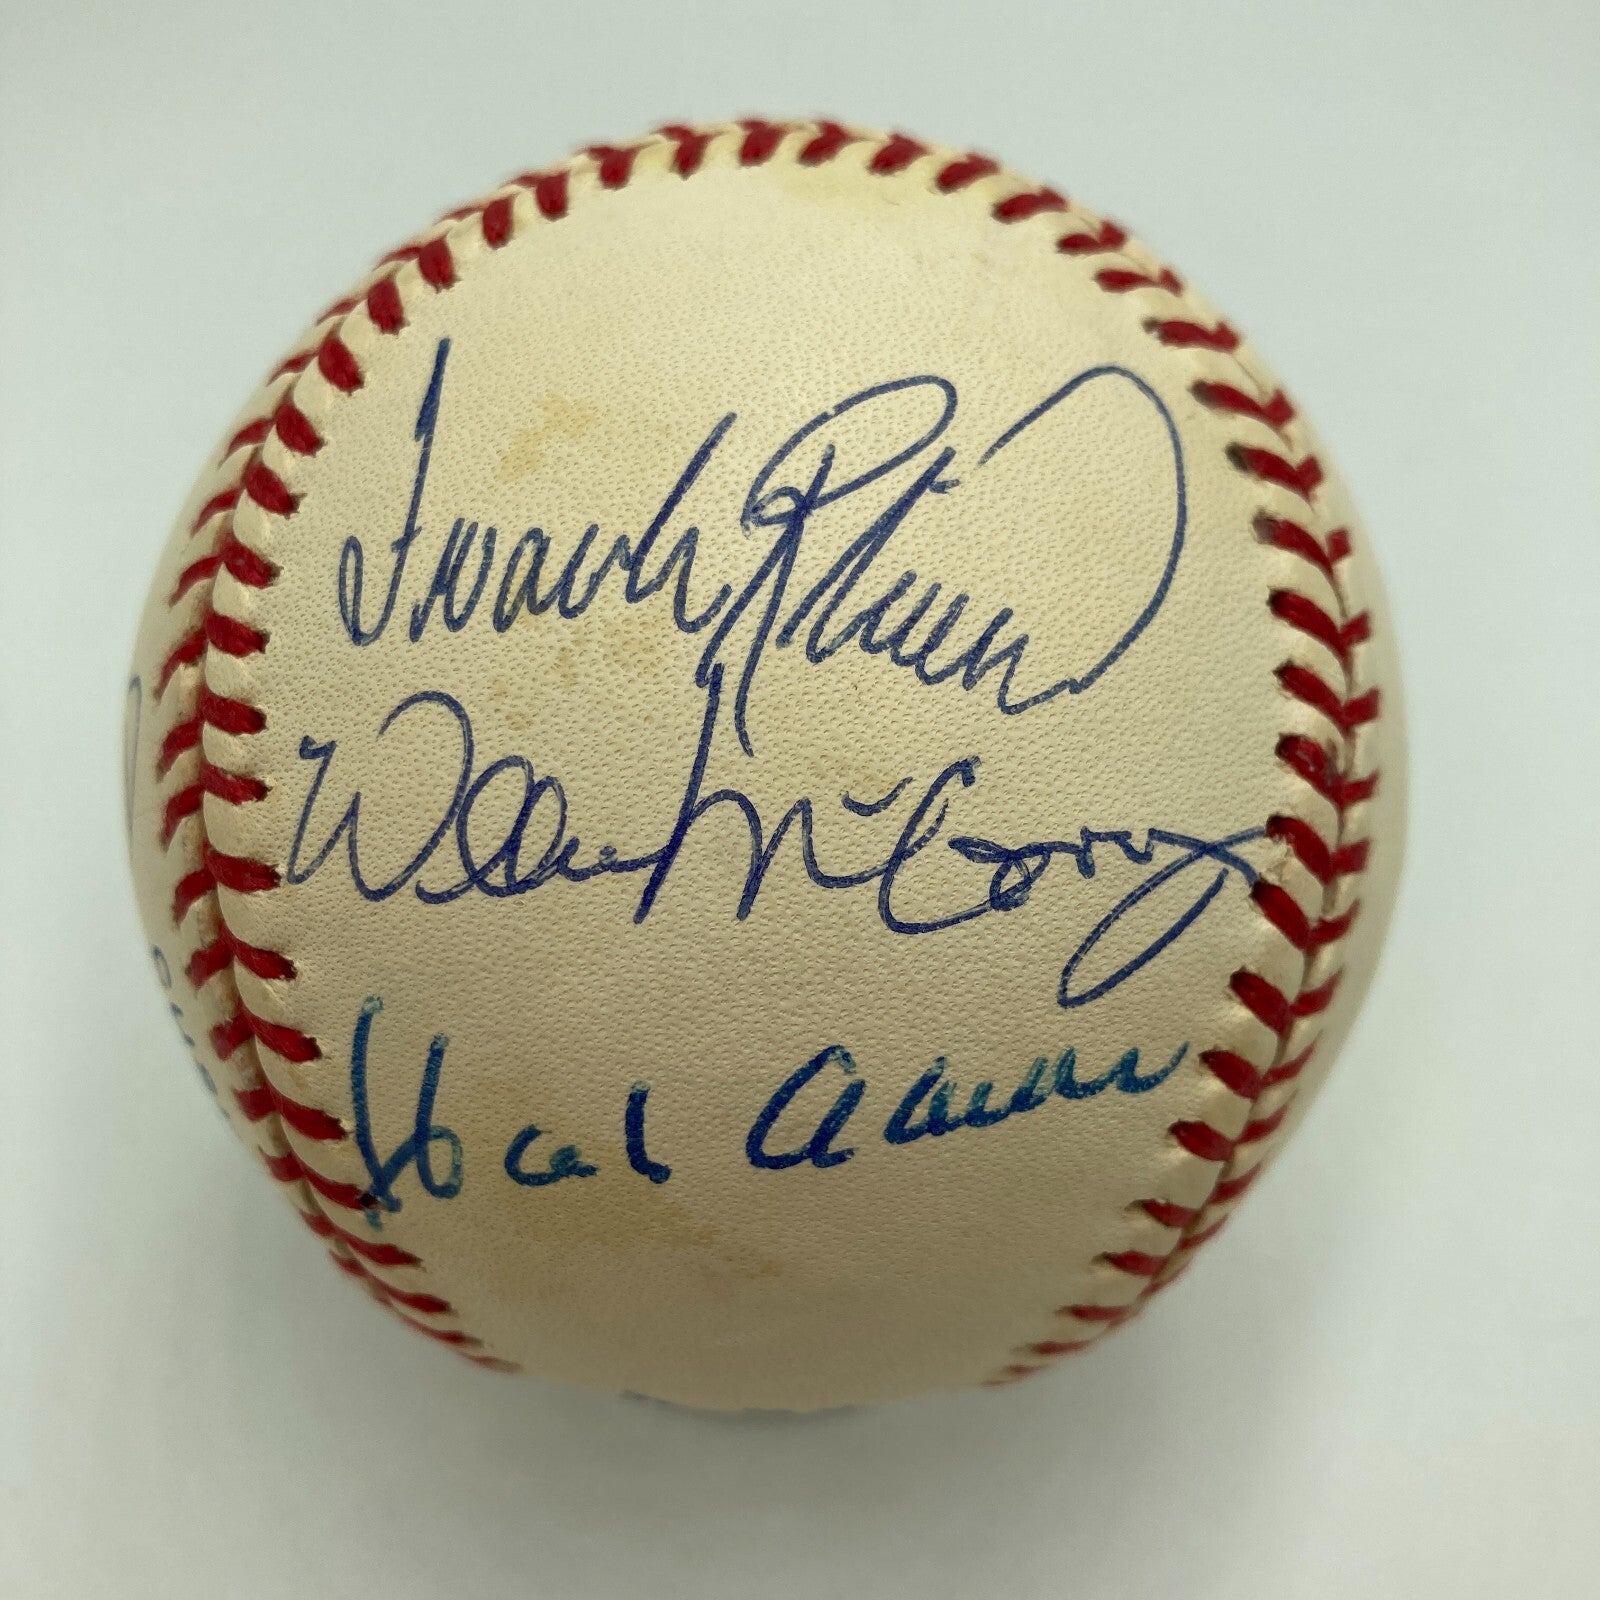 Frank Robinson
Willie McCovey
Hank Aaron